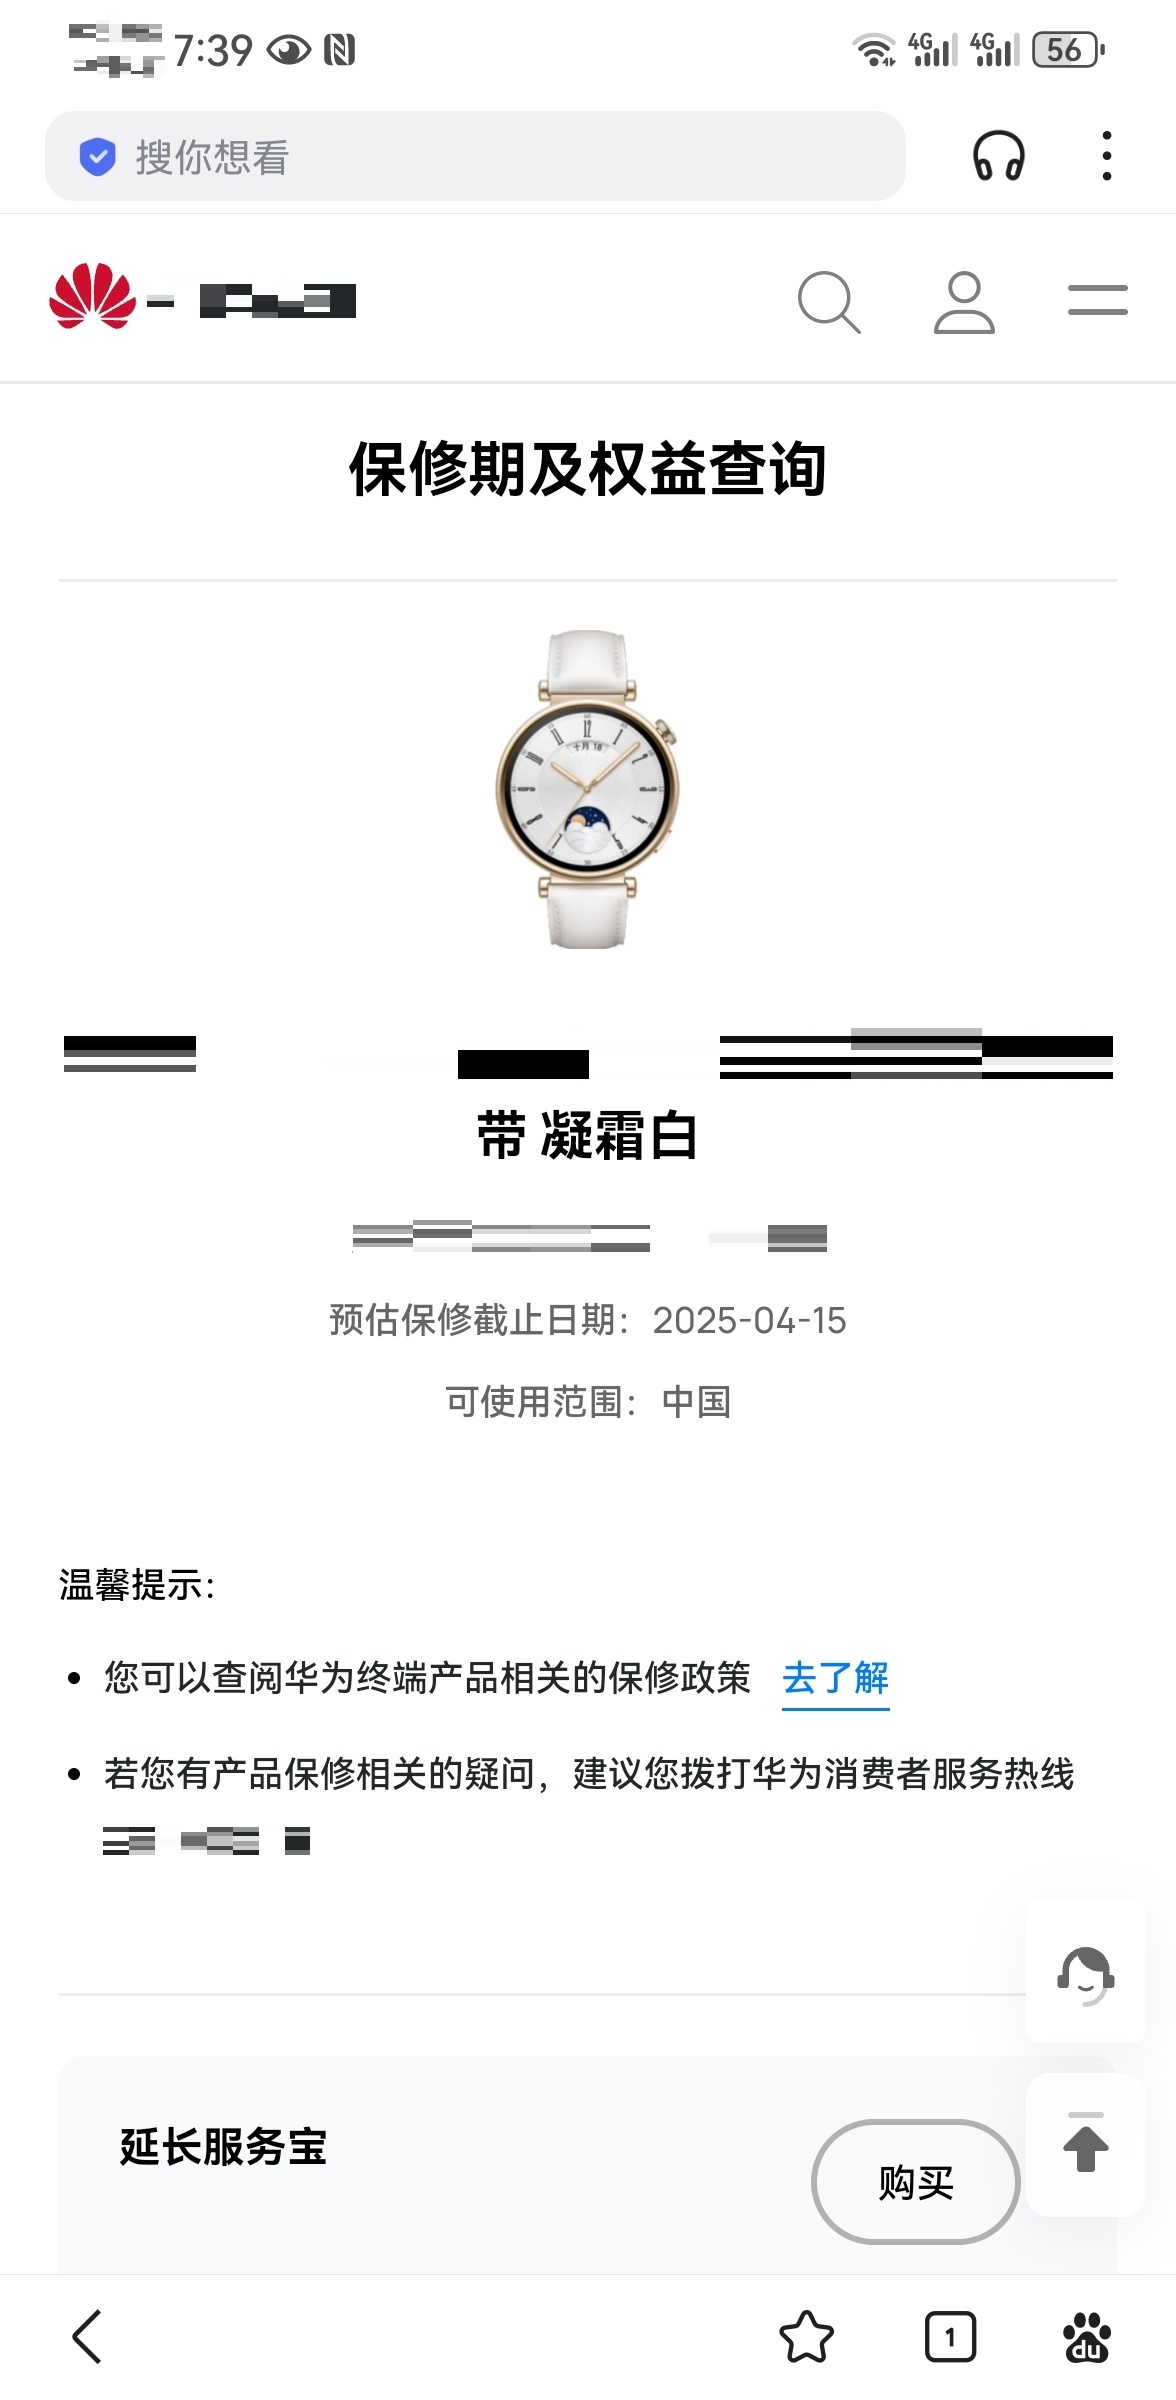 7:39
4G
4G
56
搜你想看
保修期及权益查询
十月 18
带 凝霜白
预估保修截止日期：2025-04-15
可使用范围：中国
温馨提示：
您可以查阅华为终端产品相关的保修政策 去了解
若您有产品保修相关的疑问，建议您拨打华为消费者服务热线
延长服务宝
购买
1
du